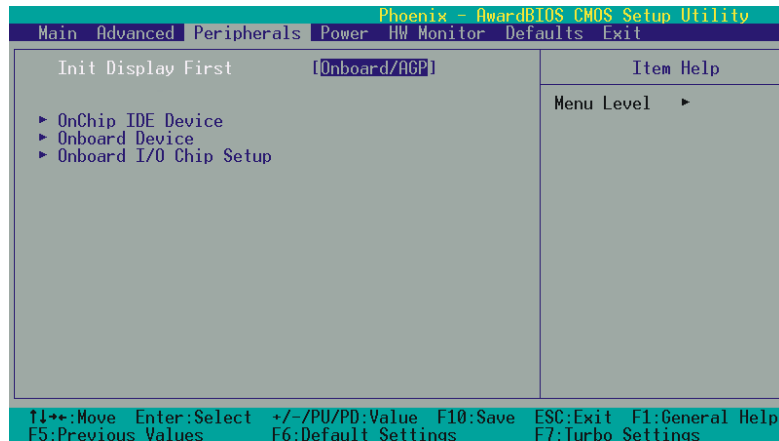 Phoenix - AwardBIOS CMOS Setup Utility
Main Advanced Peripherals Power HW Monitor Defaults Exit
Init Display First [Onboard/AGP]
Item Help
Menu Level ►
► OnChip IDE Device
► Onboard Device
► Onboard I/O Chip Setup
↑↓→←:Move Enter:Select +/-/PU/PD:Value F10:Save ESC:Exit F1:General Help
F5:Previous Values F6:Default Settings F7:Turbo Settings